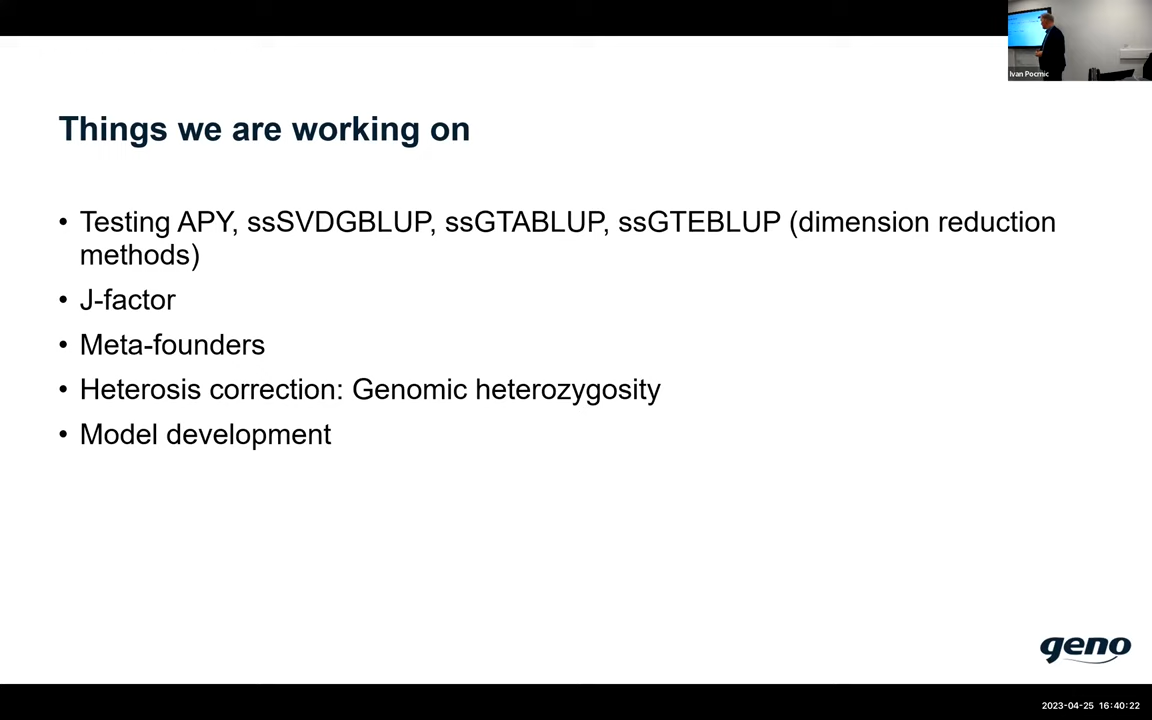 Ivan Pocrnic
Things we are working on
• Testing APY, ssSVDGBLUP, ssGTABLUP, ssGTEBLUP (dimension reduction
methods)
• J-factor
• Meta-founders
• Heterosis correction: Genomic heterozygosity
• Model development
geno
2023-04-25 16:40:22